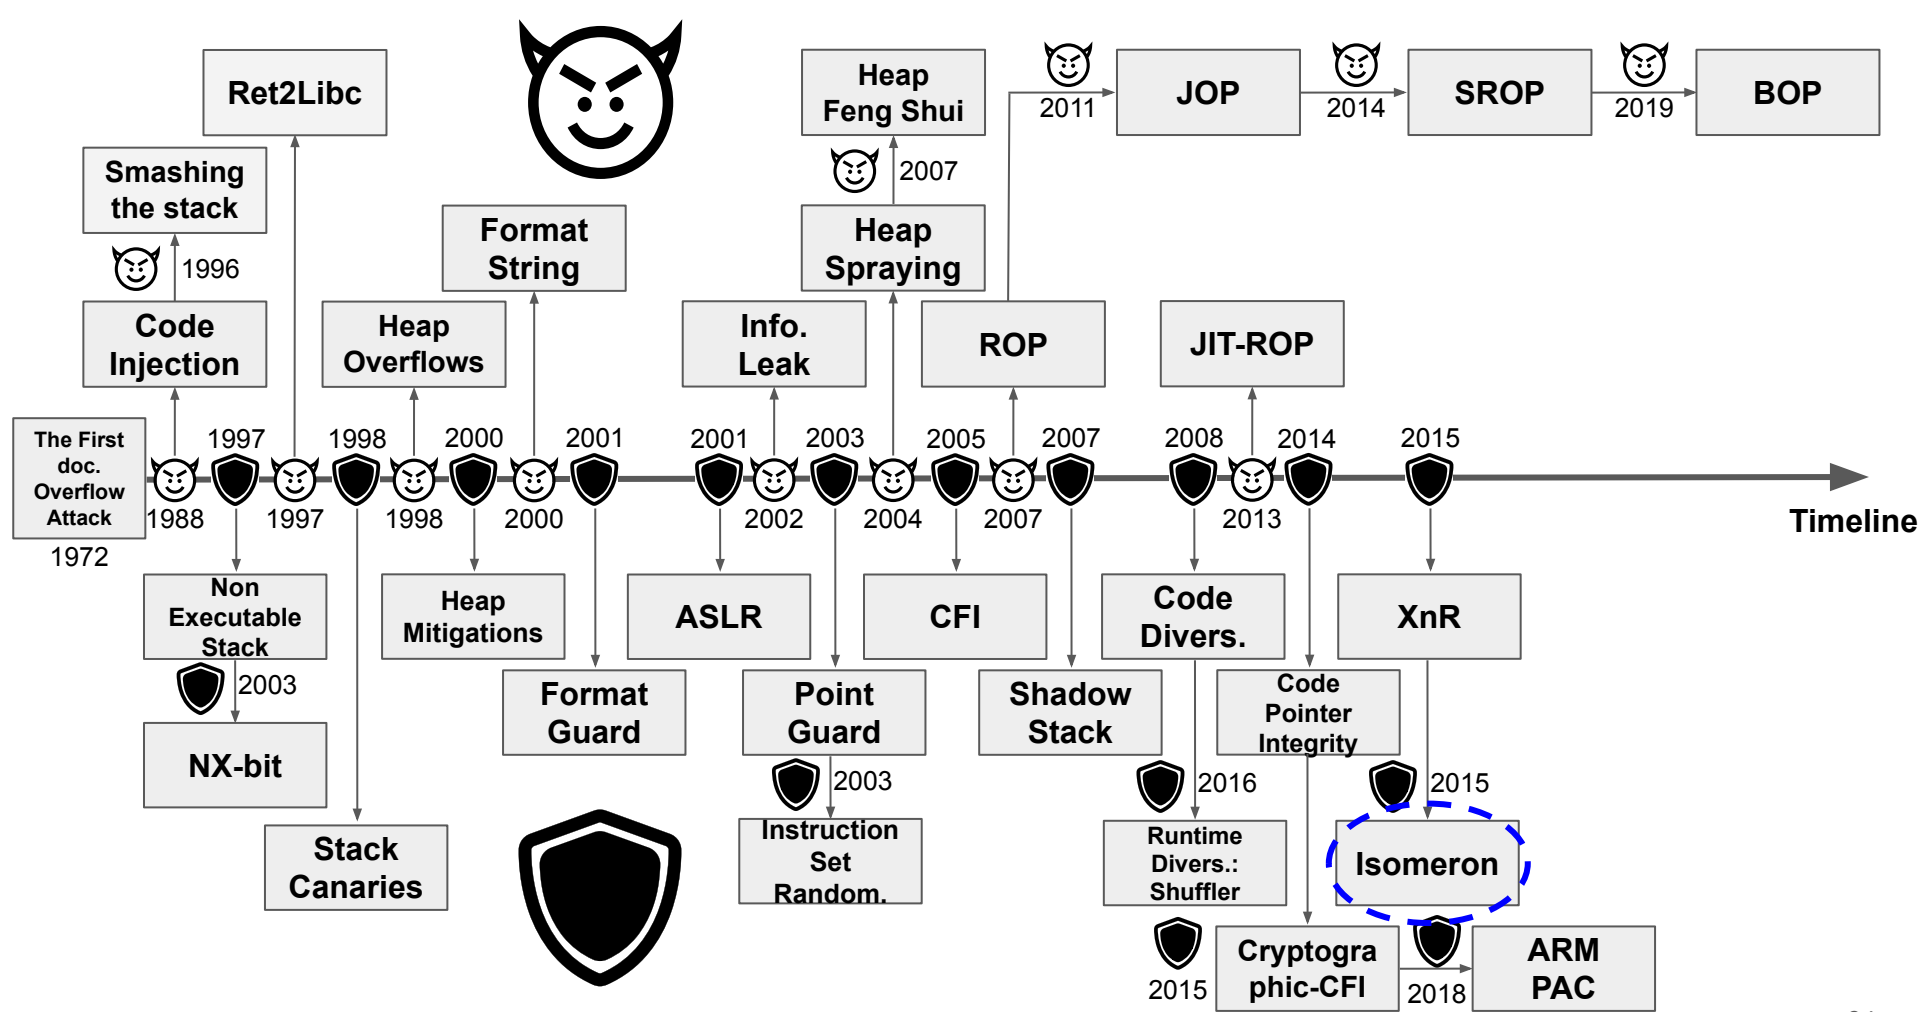 Ret2Libc
Heap
Feng Shui
2011
JOP
2014
SROP
2019
BOP
Smashing
the stack
1996
2007
Format
String
Heap
Spraying
Code
Injection
Heap
Overflows
Info.
Leak
ROP
JIT-ROP
The First
doc.
Overflow
Attack
1972
1997
1998
2000
2001
2001
2003
2005
2007
2008
2014
2015
1988
1997
1998
2000
2002
2004
2007
2013
Timeline
Non
Executable
Stack
Heap
Mitigations
ASLR
CFI
Code
Divers.
XnR
2003
NX-bit
Format
Guard
Point
Guard
Shadow
Stack
Code
Pointer
Integrity
2003
2016
2015
Stack
Canaries
Instruction
Set
Random.
Runtime
Divers.:
Shuffler
Isomeron
2015
Cryptogra
phic-CFI
2018
ARM
PAC